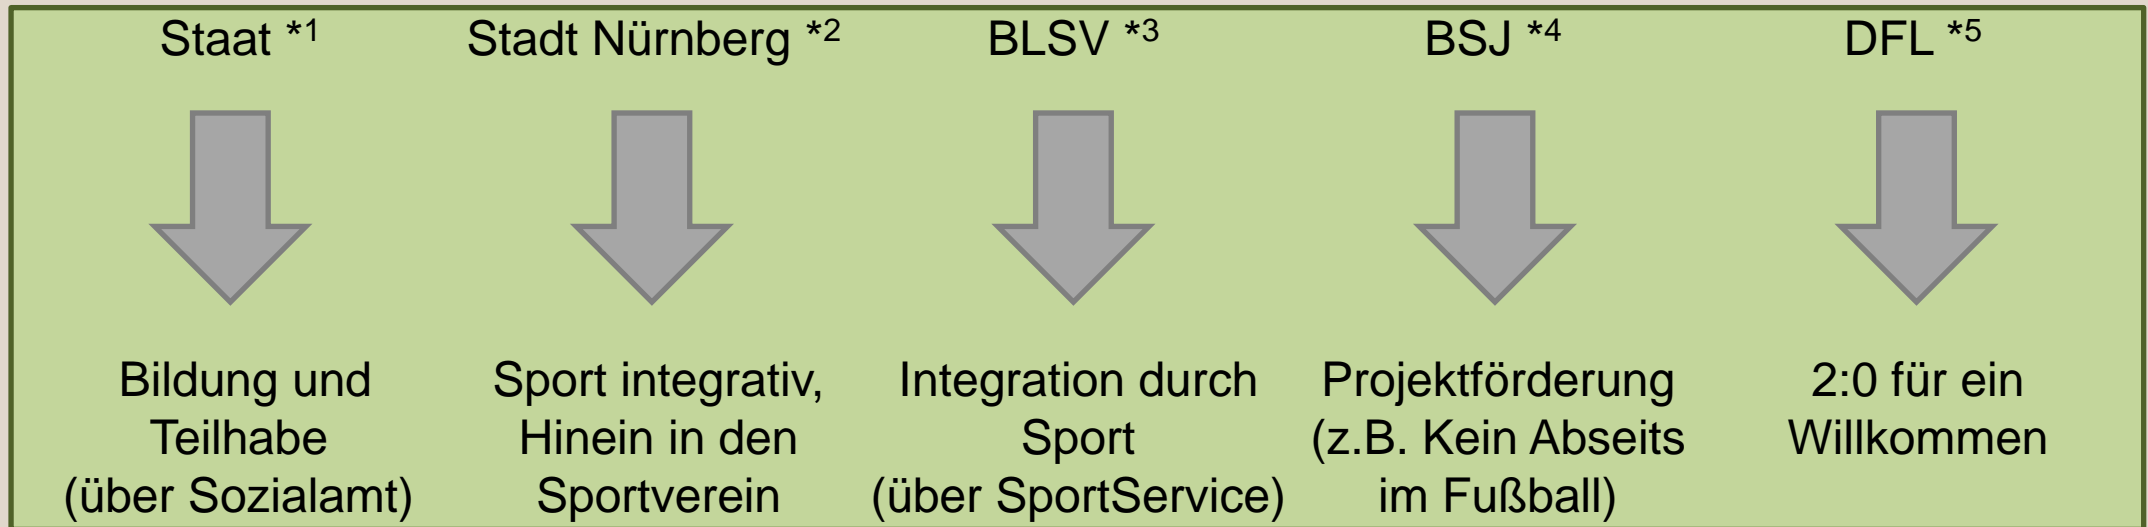 Staat *1
Stadt Nürnberg *2
BLSV *3
BSJ *4
DFL *5
Bildung und
Teilhabe
(über Sozialamt)
Sport integrativ,
Hinein in den
Sportverein
Integration durch
Sport
(über SportService)
Projektförderung
(z.B. Kein Abseits
im Fußball)
2:0 für ein
Willkommen